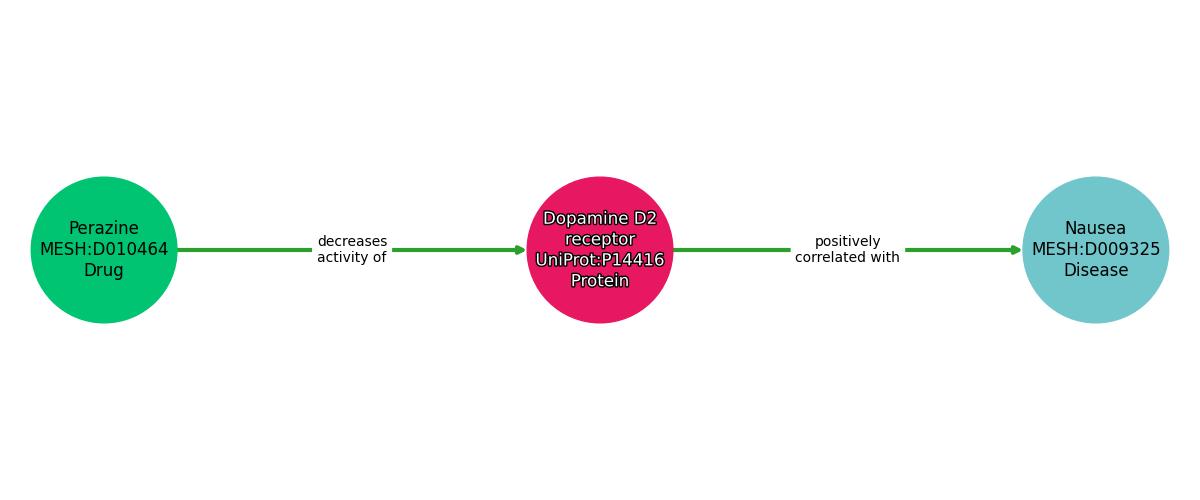 Perazine
MESH:D010464
Drug
decreases
activity of
Dopamine D2
receptor
UniProt:P14416
Protein
positively
correlated with
Nausea
MESH:D009325
Disease